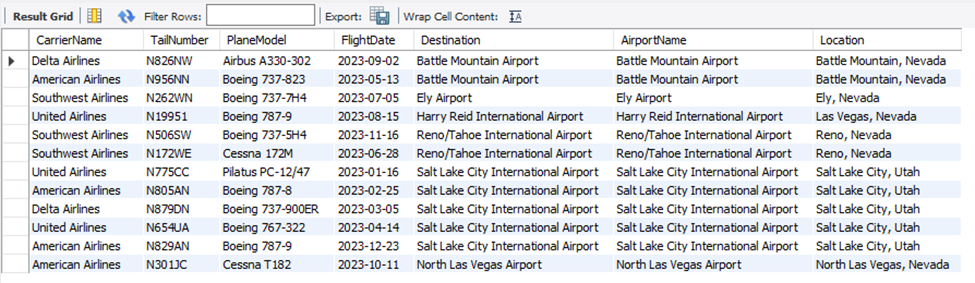 Result Grid Filter Rows: Export: Wrap Cell Content:
CarrierName TailNumber PlaneModel FlightDate Destination AirportName Location
Delta Airlines N826NW Airbus A330-302 2023-09-02 Battle Mountain Airport Battle Mountain Airport Battle Mountain, Nevada
American Airlines N956NN Boeing 737-823 2023-05-13 Battle Mountain Airport Battle Mountain Airport Battle Mountain, Nevada
Southwest Airlines N262WN Boeing 737-7H4 2023-07-05 Ely Airport Ely Airport Ely, Nevada
United Airlines N19951 Boeing 787-9 2023-08-15 Harry Reid International Airport Harry Reid International Airport Las Vegas, Nevada
Southwest Airlines N506SW Boeing 737-5H4 2023-11-16 Reno/Tahoe International Airport Reno/Tahoe International Airport Reno, Nevada
Southwest Airlines N172WE Cessna 172M 2023-06-28 Reno/Tahoe International Airport Reno/Tahoe International Airport Reno, Nevada
United Airlines N775CC Pilatus PC-12/47 2023-01-16 Salt Lake City International Airport Salt Lake City International Airport Salt Lake City, Utah
American Airlines N805AN Boeing 787-8 2023-02-25 Salt Lake City International Airport Salt Lake City International Airport Salt Lake City, Utah
Delta Airlines N879DN Boeing 737-900ER 2023-03-05 Salt Lake City International Airport Salt Lake City International Airport Salt Lake City, Utah
United Airlines N654UA Boeing 767-322 2023-04-14 Salt Lake City International Airport Salt Lake City International Airport Salt Lake City, Utah
American Airlines N829AN Boeing 787-9 2023-12-23 Salt Lake City International Airport Salt Lake City International Airport Salt Lake City, Utah
American Airlines N301JC Cessna T182 2023-10-11 North Las Vegas Airport North Las Vegas Airport North Las Vegas, Nevada